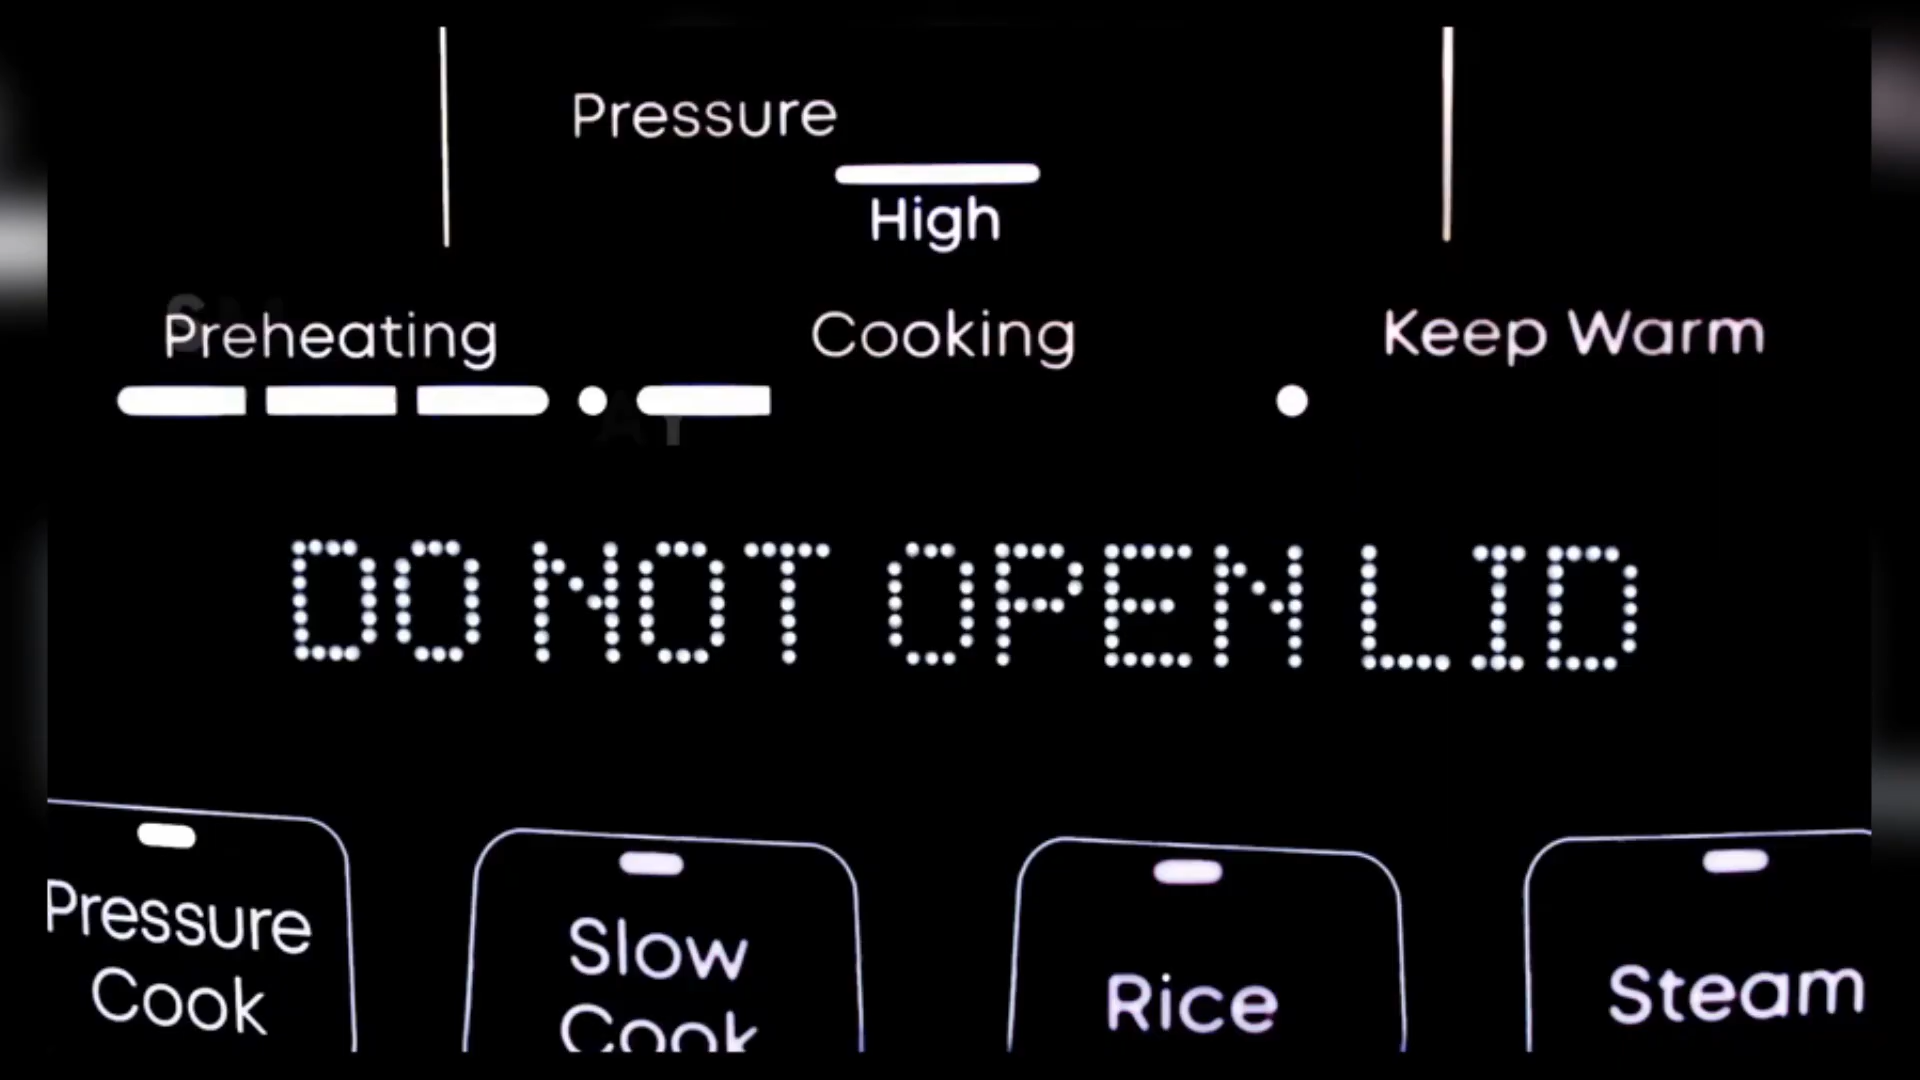 Pressure
High
Preheating
Cooking
Keep Warm
DO NOT OPEN LID
Pressure
Cook
Slow
Cook
Rice
Steam